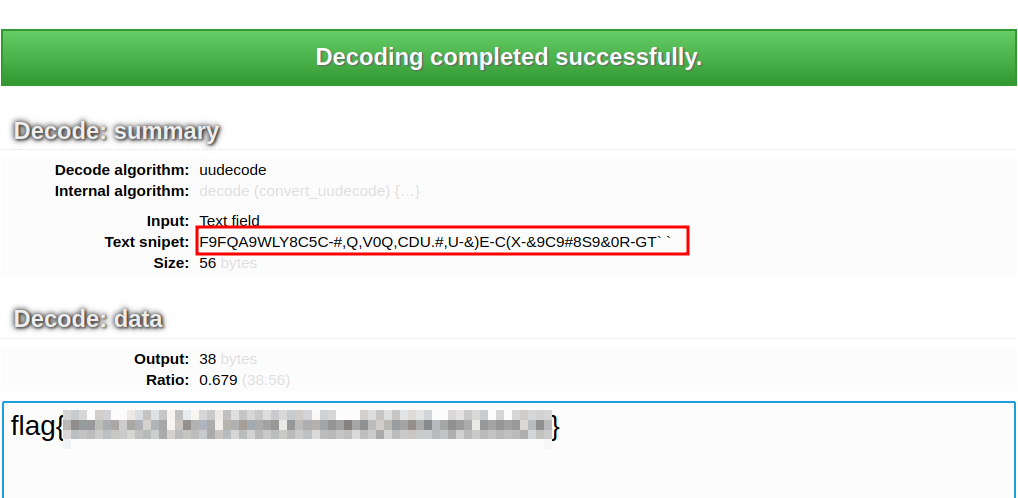 Decoding completed successfully.
Decode: summary
Decode algorithm: uudecode
Internal algorithm: decode (convert_uudecode) {…}
Input: Text field
Text snipet: F9FQA9WLY8C5C-#,Q,V0Q,CDU.#,U-&)E-C(X-&9C9#8S9&0R-GT` `
Size: 56 bytes
Decode: data
Output: 38 bytes
Ratio: 0.679 (38:56)
flag{ }